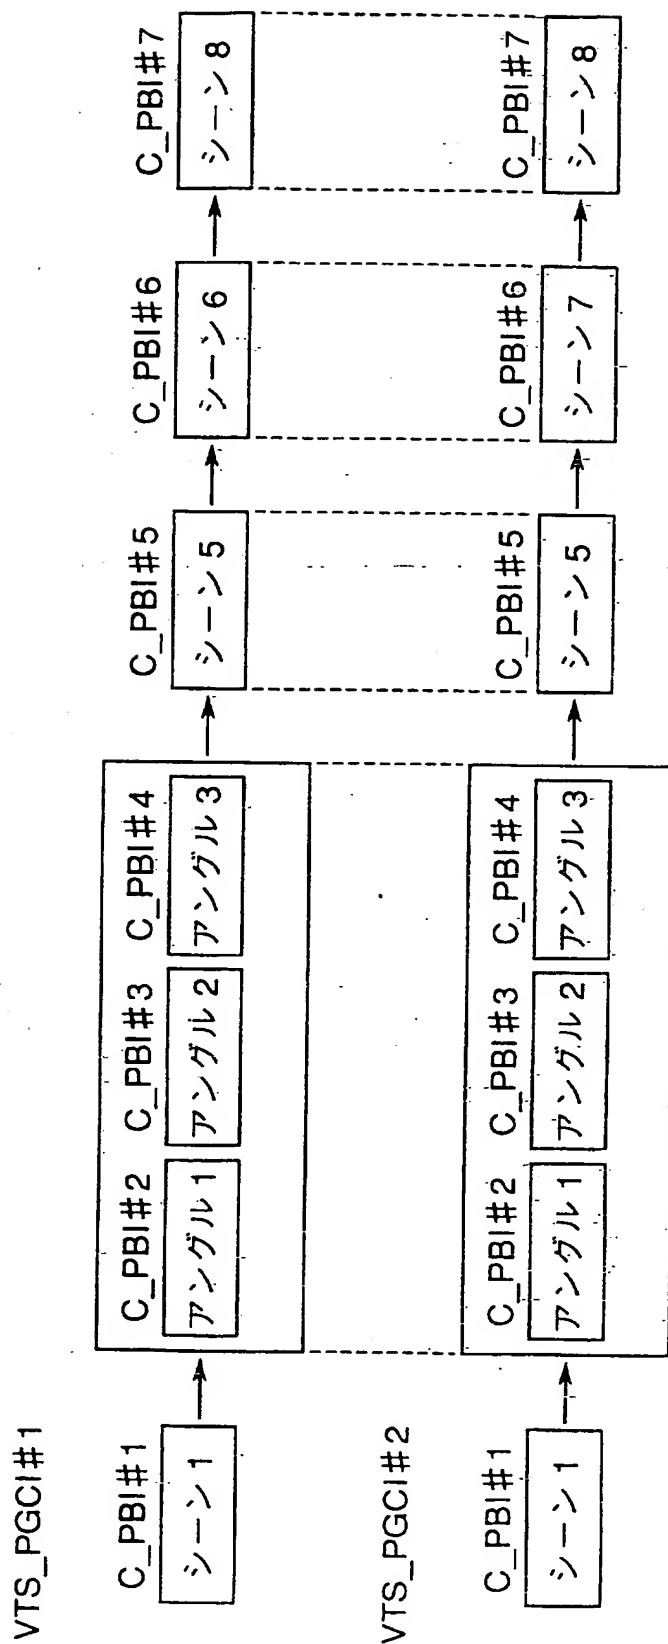 VTS_PGCI#1
C_PBI#1
シーン1
C_PBI#2
アングル1
C_PBI#3
アングル2
C_PBI#4
アングル3
C_PBI#5
シーン5
C_PBI#6
シーン6
C_PBI#7
シーン8
VTS_PGCI#2
C_PBI#1
シーン1
C_PBI#2
アングル1
C_PBI#3
アングル2
C_PBI#4
アングル3
C_PBI#5
シーン5
C_PBI#6
シーン7
C_PBI#7
シーン8